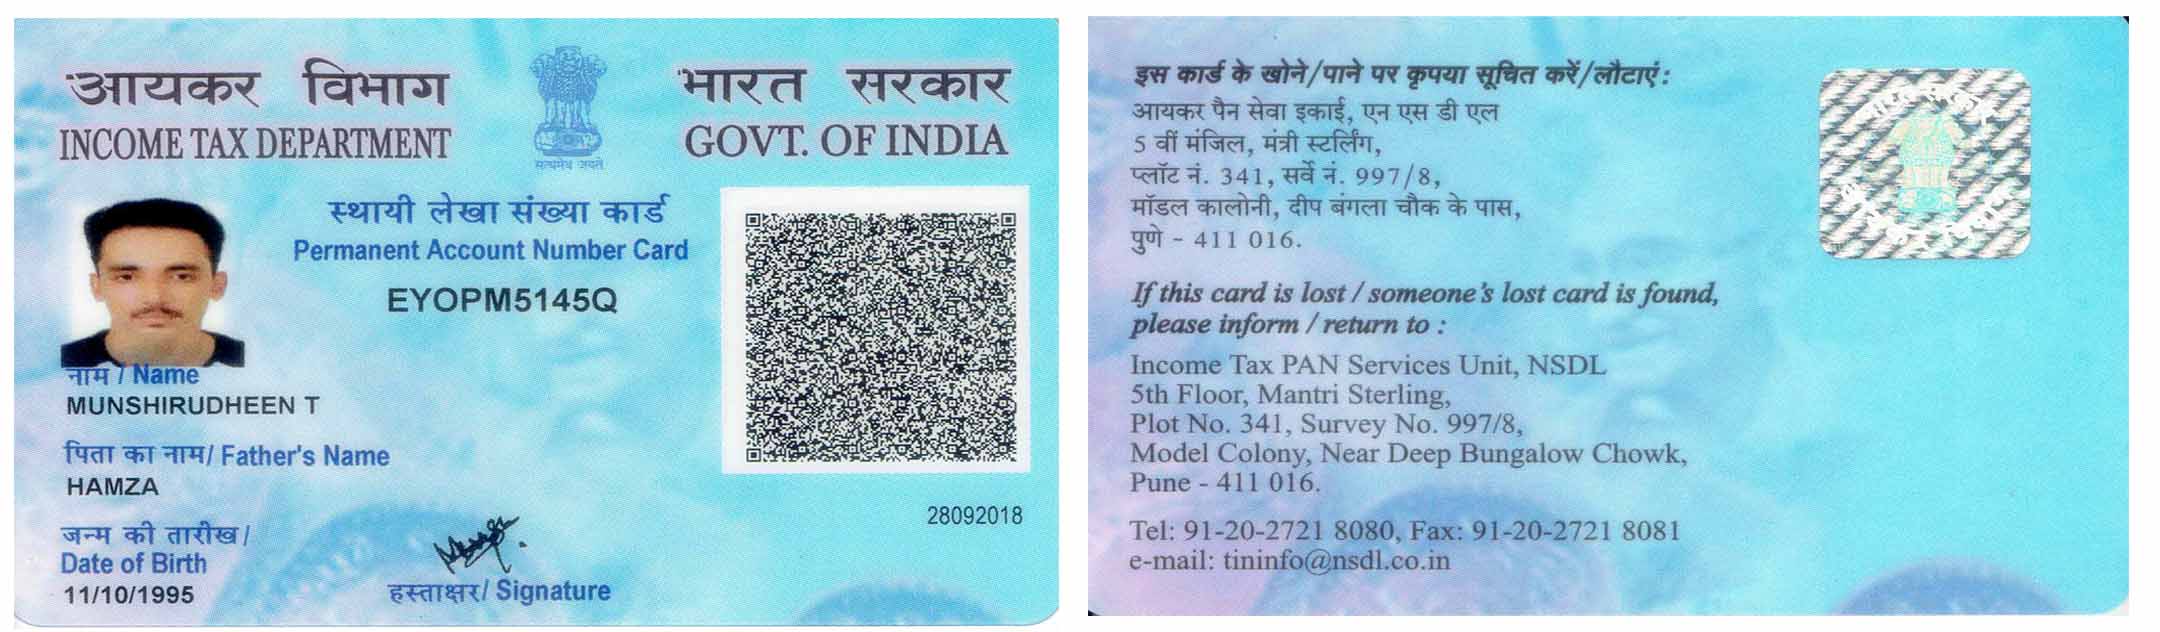 आयकर विभाग
INCOME TAX DEPARTMENT
सत्यमेव जयते
भारत सरकार
GOVT. OF INDIA
स्थायी लेखा संख्या कार्ड
Permanent Account Number Card
EYOPM5145Q
नाम / Name
MUNSHIRUDHEEN T
पिता का नाम/ Father's Name
HAMZA
जन्म की तारीख/
Date of Birth
11/10/1995
हस्ताक्षर/ Signature
28092018
इस कार्ड के खोने/पाने पर कृपया सूचित करें/लौटाएं:
आयकर पैन सेवा इकाई, एन एस डी एल
5 वीं मंजिल, मंत्री स्टर्लिंग,
प्लॉट नं. 341, सर्वे नं. 997/8,
मॉडल कालोनी, दीप बंगला चौक के पास,
पुणे - 411 016.
If this card is lost / someone's lost card is found,
please inform / return to :
Income Tax PAN Services Unit, NSDL
5th Floor, Mantri Sterling,
Plot No. 341, Survey No. 997/8,
Model Colony, Near Deep Bungalow Chowk,
Pune - 411 016.
Tel: 91-20-2721 8080, Fax: 91-20-2721 8081
e-mail: tininfo@nsdl.co.in